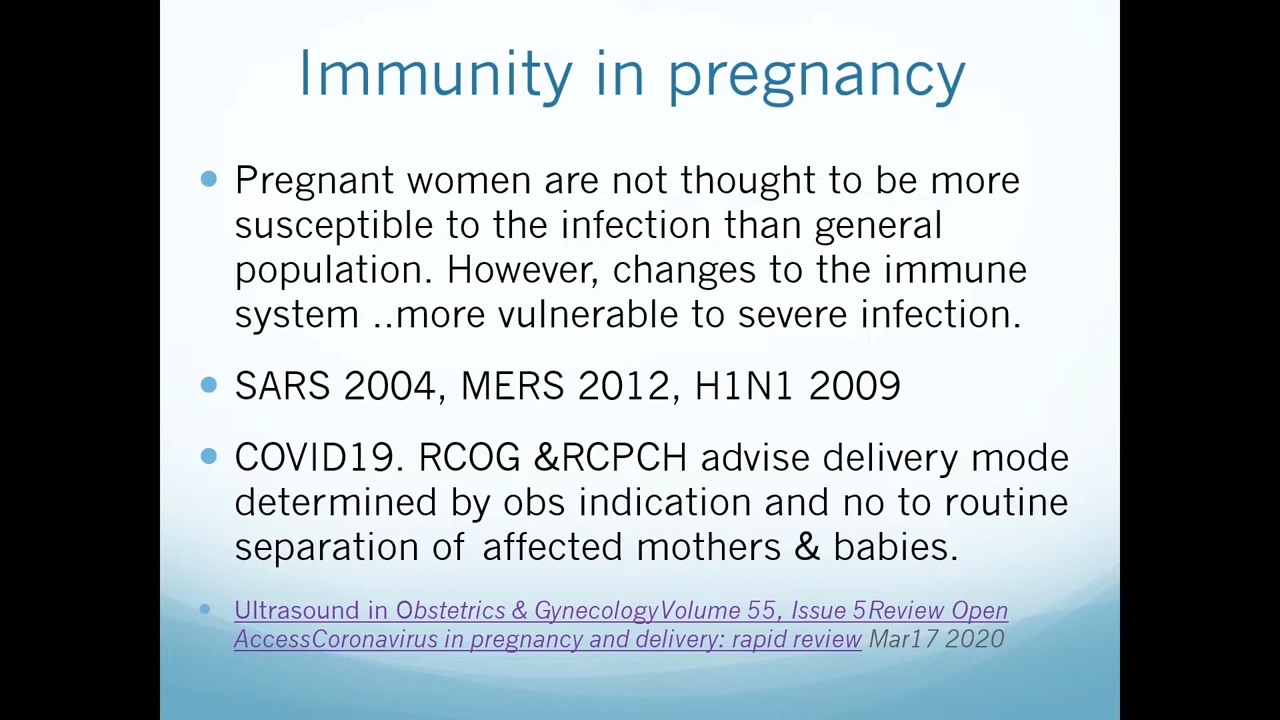 Immunity in pregnancy
• Pregnant women are not thought to be more
susceptible to the infection than general
population. However, changes to the immune
system ..more vulnerable to severe infection.
• SARS 2004, MERS 2012, H1N1 2009
• COVID19. RCOG &RCPCH advise delivery mode
determined by obs indication and no to routine
separation of affected mothers & babies.
• Ultrasound in Obstetrics & GynecologyVolume 55, Issue 5Review Open
AccessCoronavirus in pregnancy and delivery: rapid review Mar17 2020